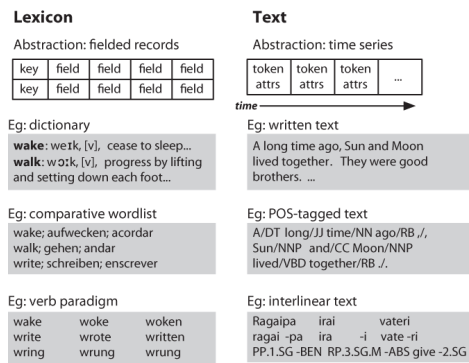 Lexicon
Abstraction: fielded records
key field field field field
key field field field field
Eg: dictionary
wake: weɪk, [v], cease to sleep...
walk: wɔːk, [v], progress by lifting
and setting down each foot...
Eg: comparative wordlist
wake; aufwecken; acordar
walk; gehen; andar
write; schreiben; enscrever
Eg: verb paradigm
wake woke woken
write wrote written
wring wrung wrung
Text
Abstraction: time series
token token token ...
attrs attrs attrs
time
Eg: written text
A long time ago, Sun and Moon
lived together. They were good
brothers. ...
Eg: POS-tagged text
A/DT long/JJ time/NN ago/RB ,/,
Sun/NNP and/CC Moon/NNP
lived/VBD together/RB ./.
Eg: interlinear text
Ragaipa irai vateri
ragai -pa ira -i vate -ri
PP.1.SG -BEN RP.3.SG.M -ABS give -2.SG